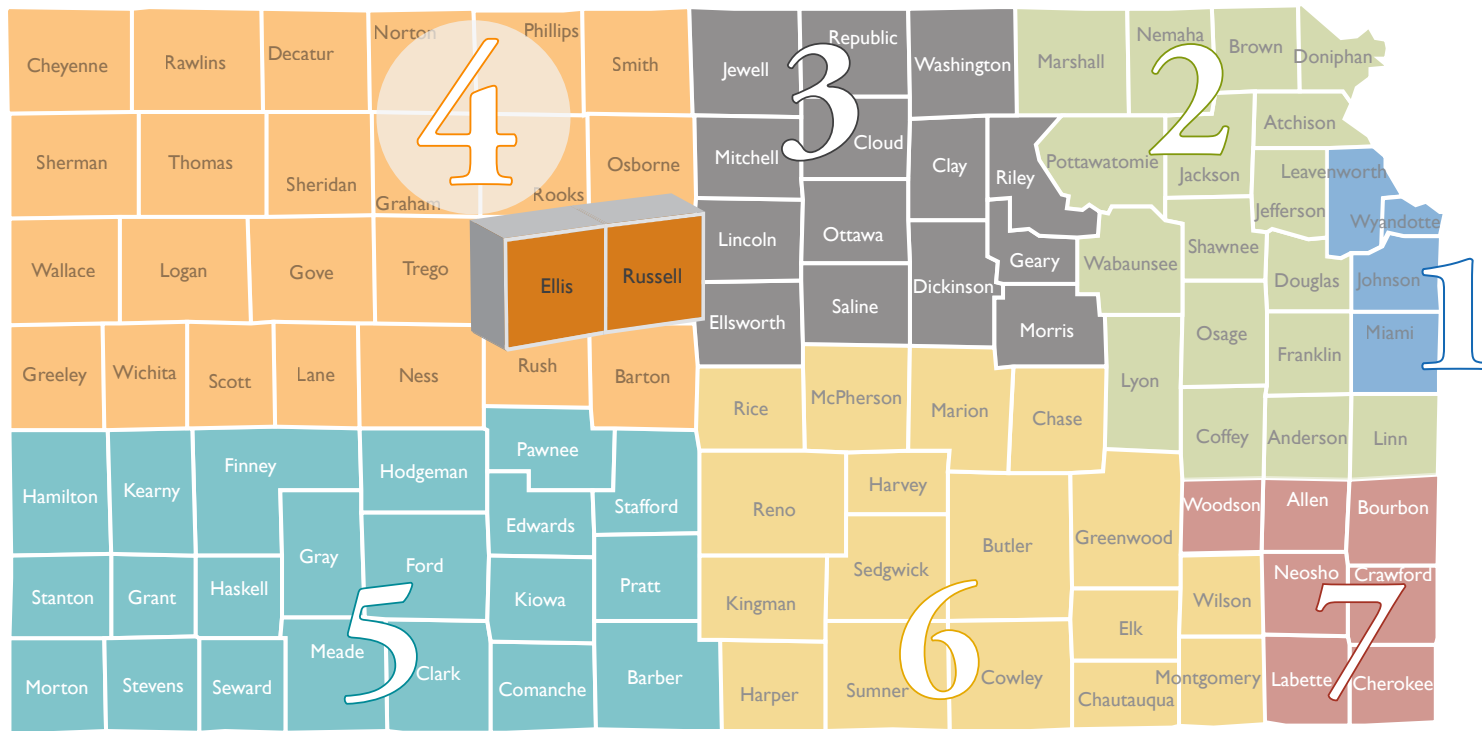 Cheyenne
Rawlins
Decatur
Norton
Phillips
Smith
Jewell
Republic
Washington
Marshall
Nemaha
Brown
Doniphan
4
3
2
Sherman
Thomas
Sheridan
Graham
Rooks
Osborne
Mitchell
Cloud
Clay
Riley
Pottawatomie
Jackson
Atchison
Leavenworth
Jefferson
Wyandotte
Wallace
Logan
Gove
Trego
Ellis
Russell
Lincoln
Ottawa
Dickinson
Geary
Wabaunsee
Shawnee
Douglas
Johnson
1
Ellsworth
Saline
Morris
Osage
Franklin
Miami
Greeley
Wichita
Scott
Lane
Ness
Rush
Barton
Rice
McPherson
Marion
Chase
Lyon
Coffey
Anderson
Linn
Hamilton
Kearny
Finney
Hodgeman
Pawnee
Stafford
Edwards
Reno
Harvey
Butler
Greenwood
Woodson
Allen
Bourbon
Stanton
Grant
Haskell
Gray
Ford
Kiowa
Pratt
Kingman
Sedgwick
Elk
Wilson
Neosho
Crawford
5
6
7
Morton
Stevens
Seward
Meade
Clark
Comanche
Barber
Harper
Sumner
Cowley
Chautauqua
Montgomery
Labette
Cherokee